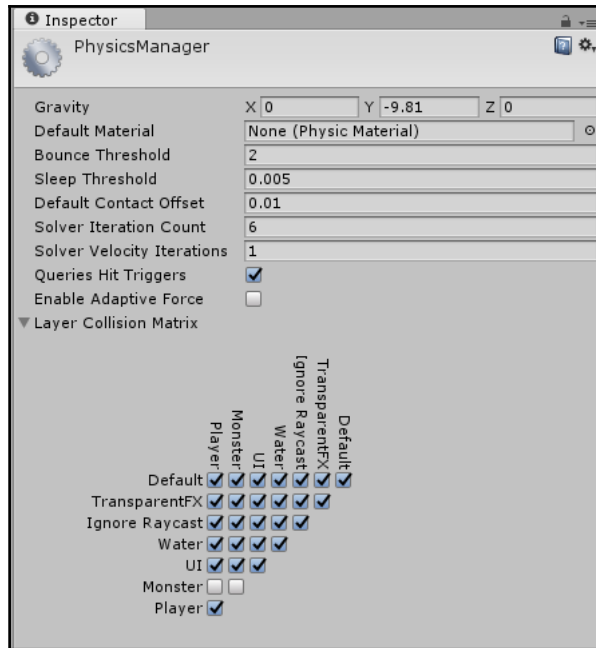 Inspector
PhysicsManager
Gravity X 0 Y -9.81 Z 0
Default Material None (Physic Material)
Bounce Threshold 2
Sleep Threshold 0.005
Default Contact Offset 0.01
Solver Iteration Count 6
Solver Velocity Iterations 1
Queries Hit Triggers
Enable Adaptive Force
Layer Collision Matrix
Player
Monster
UI
Water
Ignore Raycast
TransparentFX
Default
Default
TransparentFX
Ignore Raycast
Water
UI
Monster
Player